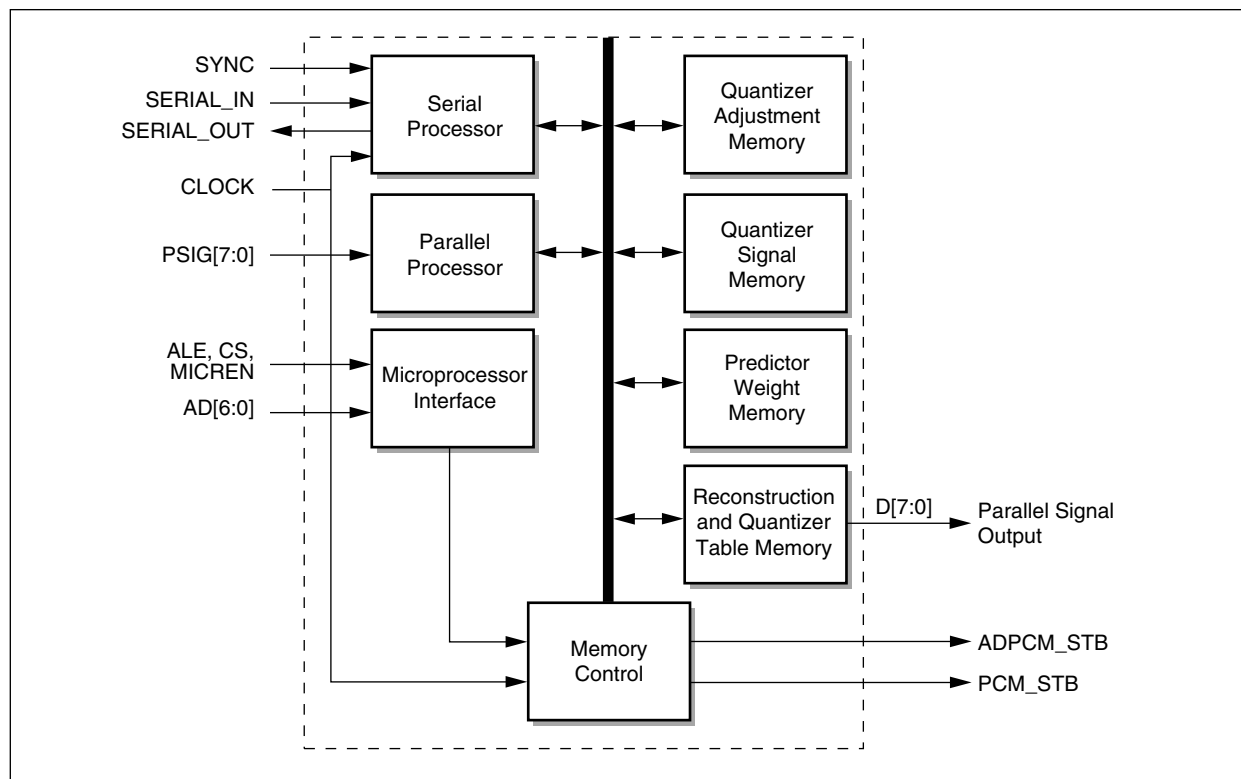 SYNC
SERIAL_IN
SERIAL_OUT
CLOCK
PSIG[7:0]
ALE, CS,
MICREN
AD[6:0]
Serial
Processor
Parallel
Processor
Microprocessor
Interface
Quantizer
Adjustment
Memory
Quantizer
Signal
Memory
Predictor
Weight
Memory
Reconstruction
and Quantizer
Table Memory
D[7:0]
Parallel Signal
Output
Memory
Control
ADPCM_STB
PCM_STB